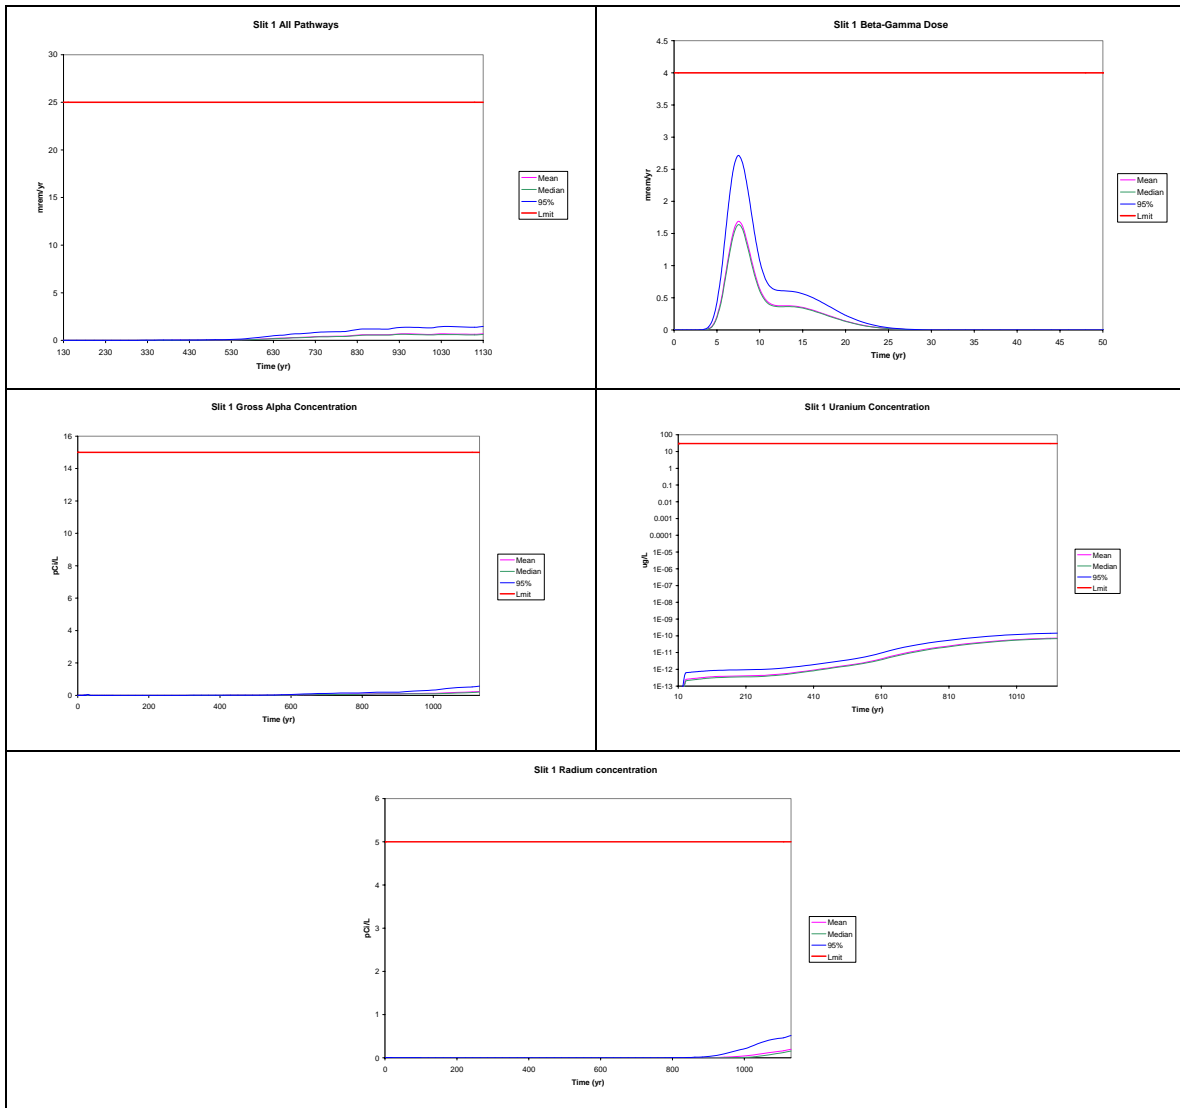 Slit 1 All Pathways
30
25
20
15
10
5
0
mrem/yr
130 230 330 430 530 630 730 830 930 1030 1130
Time (yr)
Mean
Median
95%
Lmit
Slit 1 Beta-Gamma Dose
4.5
4
3.5
3
2.5
2
1.5
1
0.5
0
mrem/yr
0 5 10 15 20 25 30 35 40 45 50
Time (yr)
Mean
Median
95%
Lmit
Slit 1 Gross Alpha Concentration
16
14
12
10
8
6
4
2
0
pCi/L
0 200 400 600 800 1000
Time (yr)
Mean
Median
95%
Lmit
Slit 1 Uranium Concentration
100
10
1
0.1
0.01
0.001
0.0001
1E-05
1E-06
1E-07
1E-08
1E-09
1E-10
1E-11
1E-12
1E-13
ug/L
10 210 410 610 810 1010
Time (yr)
Mean
Median
95%
Lmit
Slit 1 Radium concentration
6
5
4
3
2
1
0
pCi/L
0 200 400 600 800 1000
Time (yr)
Mean
Median
95%
Lmit